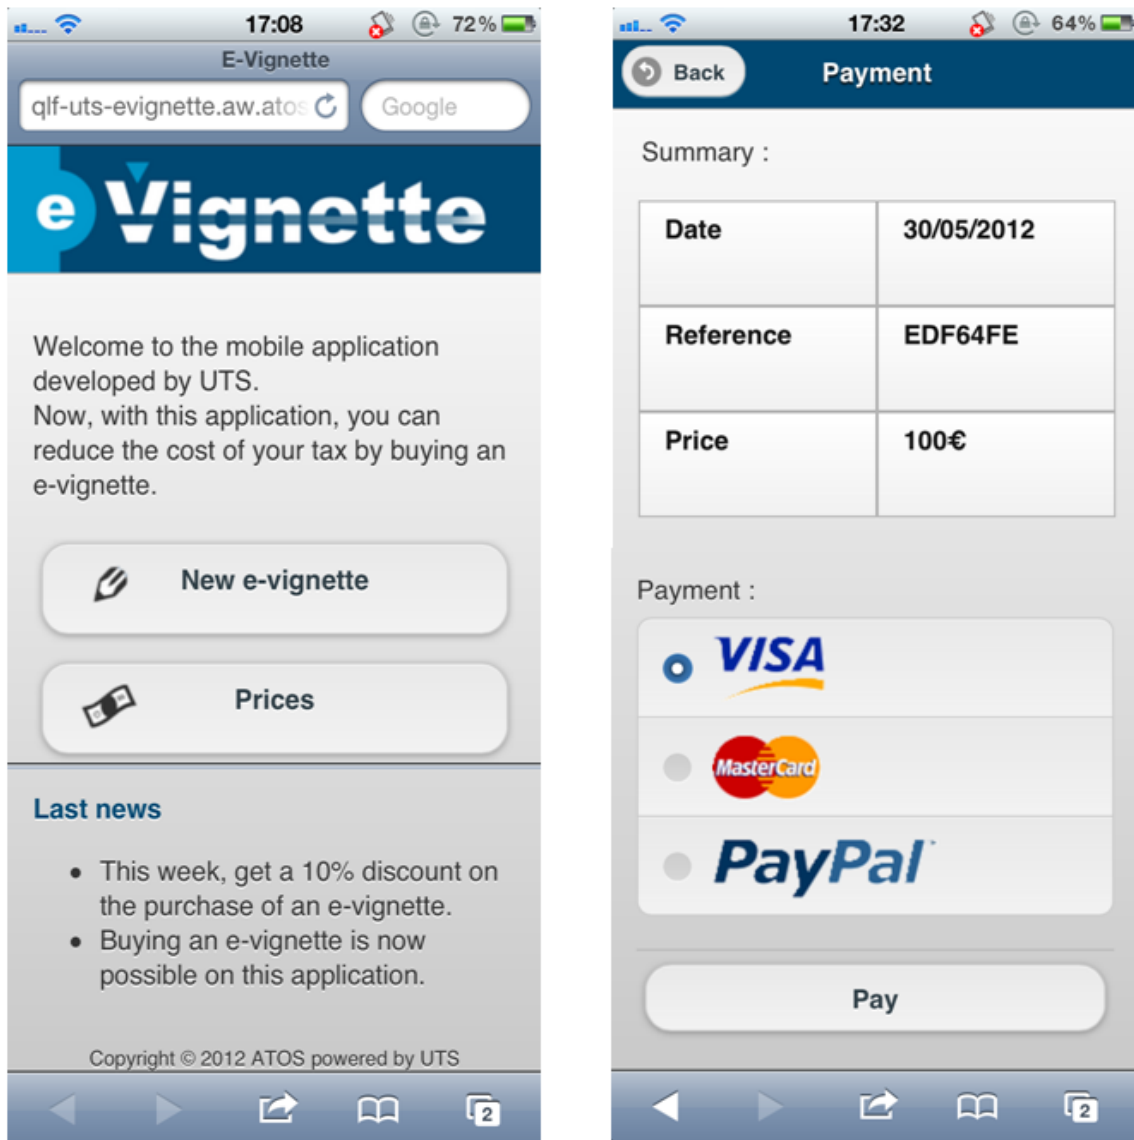 17:08
72%
E-Vignette
qlf-uts-evignette.aw.atos
Google
e Vignette
Welcome to the mobile application
developed by UTS.
Now, with this application, you can
reduce the cost of your tax by buying an
e-vignette.
New e-vignette
Prices
Last news
• This week, get a 10% discount on
the purchase of an e-vignette.
• Buying an e-vignette is now
possible on this application.
Copyright © 2012 ATOS powered by UTS
2
17:32
64%
Back
Payment
Summary :
Date 30/05/2012
Reference EDF64FE
Price 100€
Payment :
VISA
MasterCard
PayPal
Pay
2